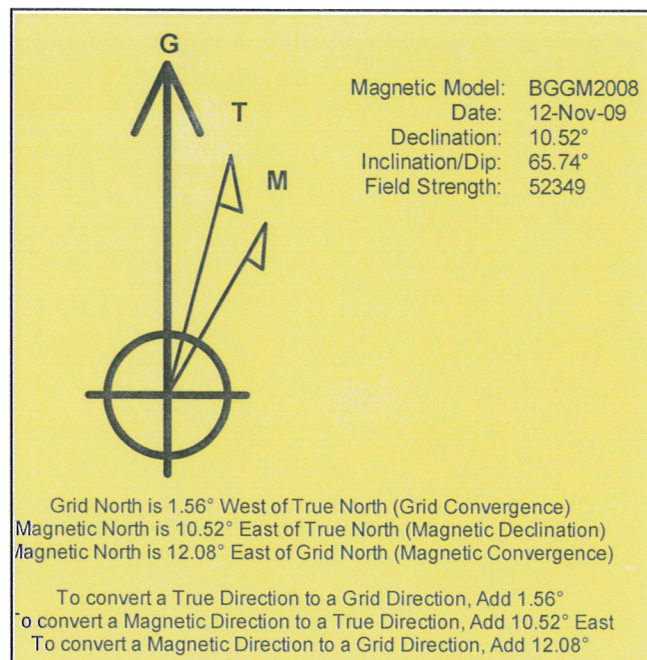 G
T
M
Magnetic Model: BGGM2008
Date: 12-Nov-09
Declination: 10.52°
Inclination/Dip: 65.74°
Field Strength: 52349
Grid North is 1.56° West of True North (Grid Convergence)
Magnetic North is 10.52° East of True North (Magnetic Declination)
Magnetic North is 12.08° East of Grid North (Magnetic Convergence)
To convert a True Direction to a Grid Direction, Add 1.56°
To convert a Magnetic Direction to a True Direction, Add 10.52° East
To convert a Magnetic Direction to a Grid Direction, Add 12.08°